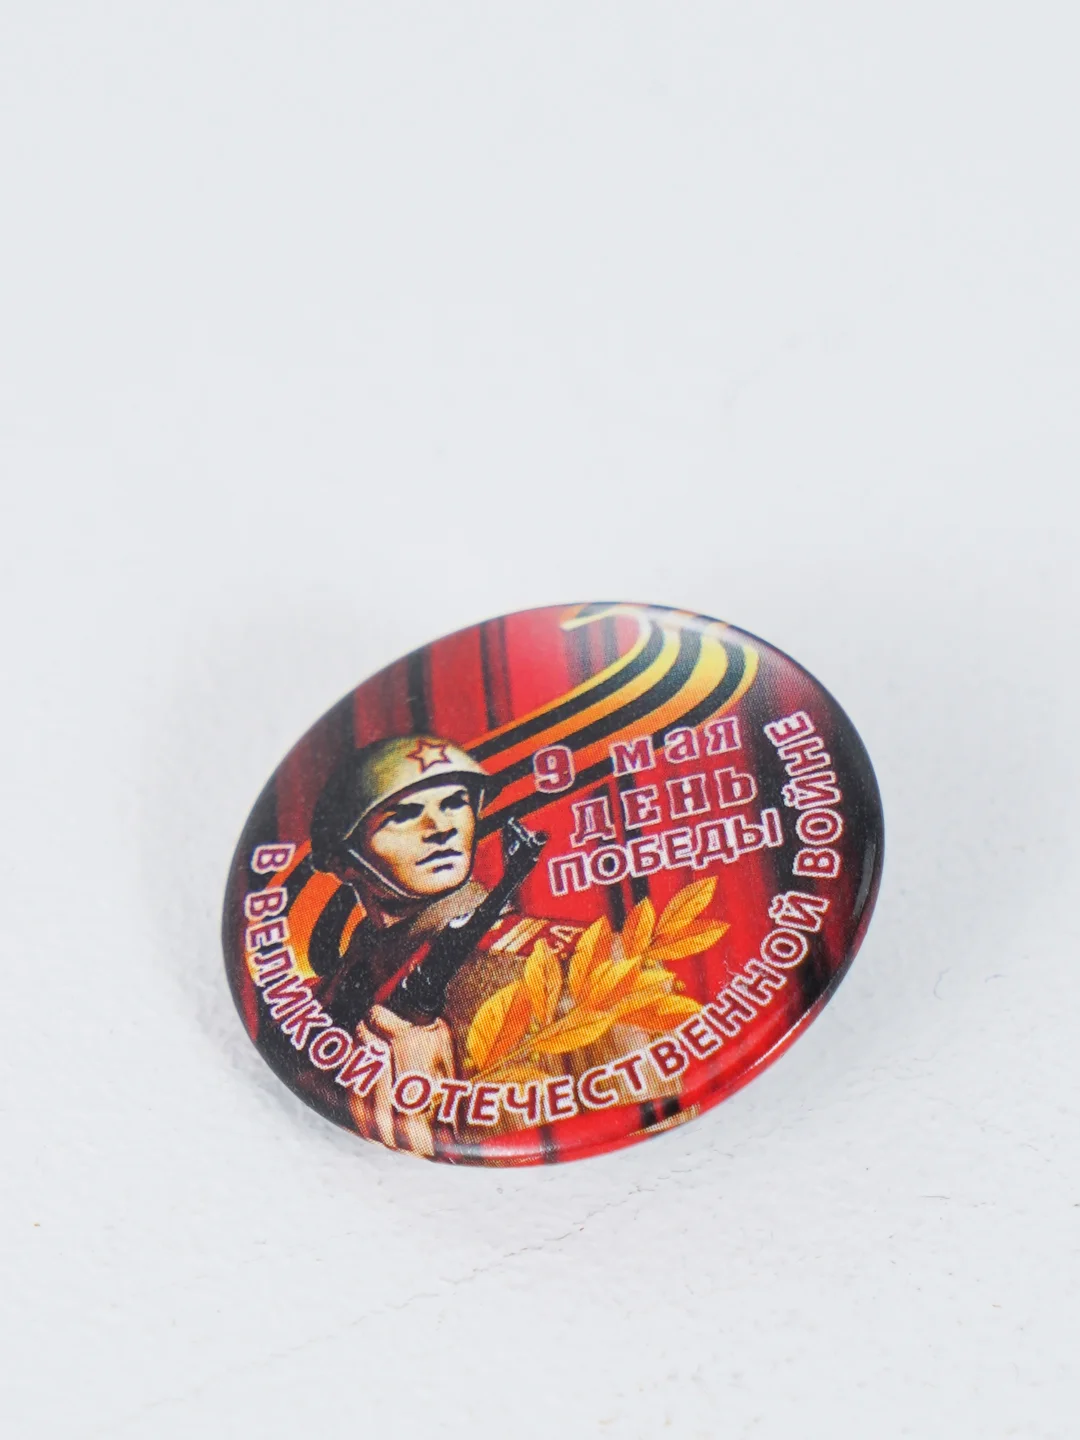 9 мая
ДЕНЬ
ПОБЕДЫ
В ВЕЛИКОЙ ОТЕЧЕСТВЕННОЙ ВОЙНЕ